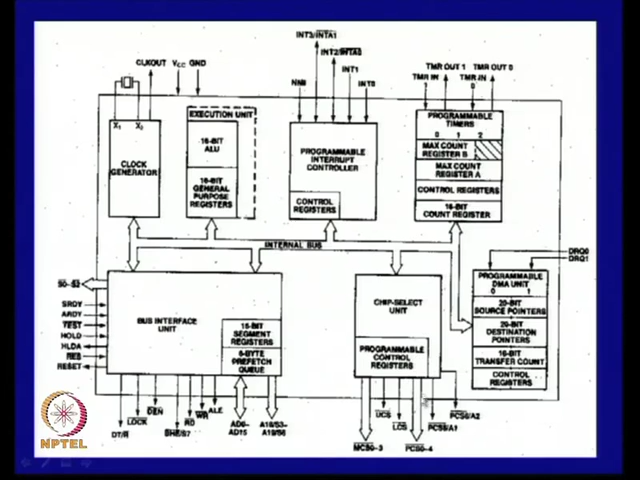 INT3/INTA1
INT2/INTA0
CLKOUT VCC GND
TMR OUT 1 TMR OUT 0
INT1
TMR IN 1
TMR IN 0
NMI
INT0
X1 X2
CLOCK
GENERATOR
EXECUTION UNIT
16-BIT
ALU
16-BIT
GENERAL
PURPOSE
REGISTERS
PROGRAMMABLE
INTERRUPT
CONTROLLER
CONTROL
REGISTERS
PROGRAMMABLE
TIMERS
0 1 2
MAX COUNT
REGISTER B
MAX COUNT
REGISTER A
CONTROL REGISTERS
16-BIT
COUNT REGISTER
INTERNAL BUS
DRQ0
DRQ1
S0-S2
SRDY
ARDY
TEST
HOLD
HLDA
RES
RESET
BUS INTERFACE
UNIT
16-BIT
SEGMENT
REGISTERS
6-BYTE
PREFETCH
QUEUE
CHIP-SELECT
UNIT
PROGRAMMABLE
CONTROL
REGISTERS
PROGRAMMABLE
DMA UNIT
0 1
20-BIT
SOURCE POINTERS
20-BIT
DESTINATION
POINTERS
16-BIT
TRANSFER COUNT
CONTROL
REGISTERS
DT/R
LOCK
DEN
BHE/S7
RD
WR
ALE
AD0-
AD15
A16/S3-
A19/S6
MCS0-3
UCS
LCS
PCS0-4
PCS5/A1
PCS6/A2
NPTEL